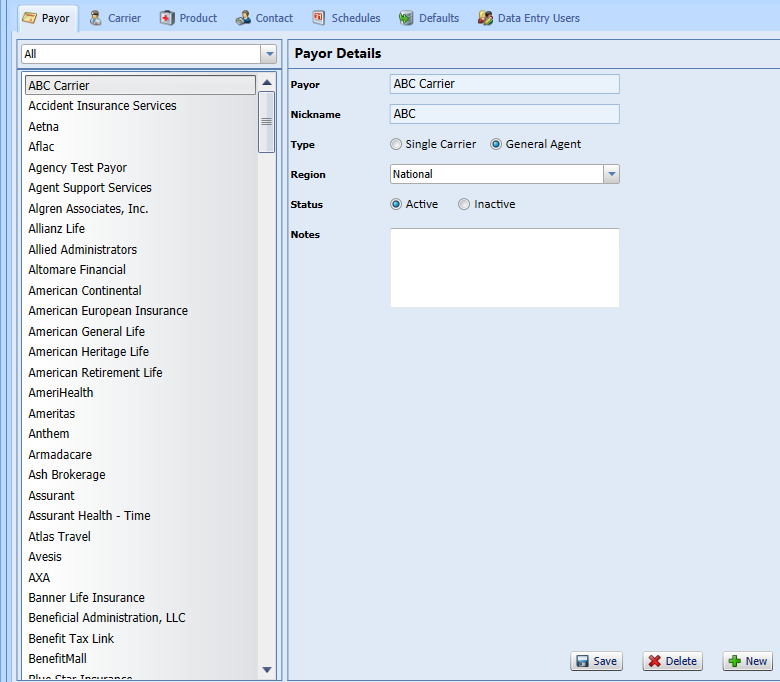 Payor Carrier Product Contact Schedules Defaults Data Entry Users
All
ABC Carrier
Accident Insurance Services
Aetna
Aflac
Agency Test Payor
Agent Support Services
Algren Associates, Inc.
Allianz Life
Allied Administrators
Altomare Financial
American Continental
American European Insurance
American General Life
American Heritage Life
American Retirement Life
AmeriHealth
Ameritas
Anthem
Armadacare
Ash Brokerage
Assurant
Assurant Health - Time
Atlas Travel
Avesis
AXA
Banner Life Insurance
Beneficial Administration, LLC
Benefit Tax Link
BenefitMall
Blue Star Insurance
Payor Details
Payor ABC Carrier
Nickname ABC
Type Single Carrier General Agent
Region National
Status Active Inactive
Notes
Save Delete New